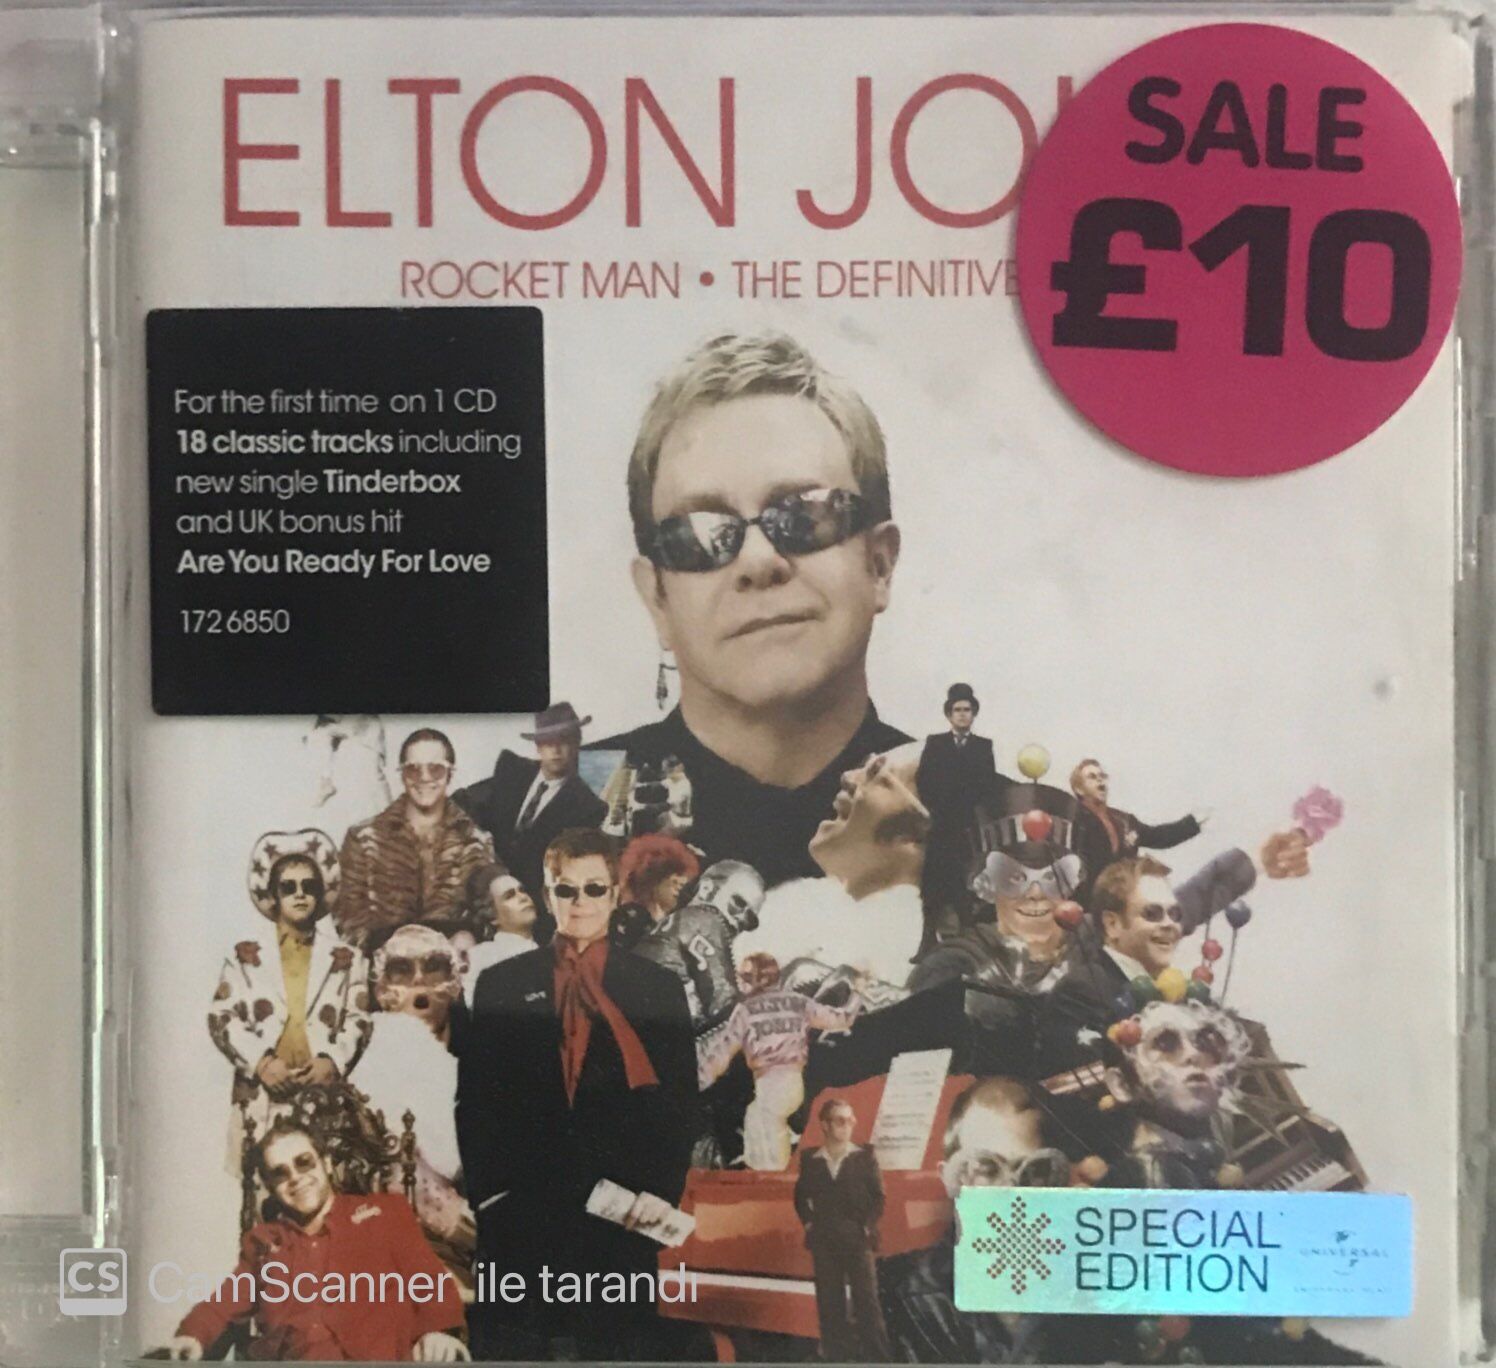 ELTON JO
SALE
£10
ROCKET MAN • THE DEFINITIVE
For the first time on 1 CD
18 classic tracks including
new single Tinderbox
and UK bonus hit
Are You Ready For Love
172 6850
ELTON
JOHN
SPECIAL
EDITION
UNIVERSAL
CS CamScanner ile tarandı